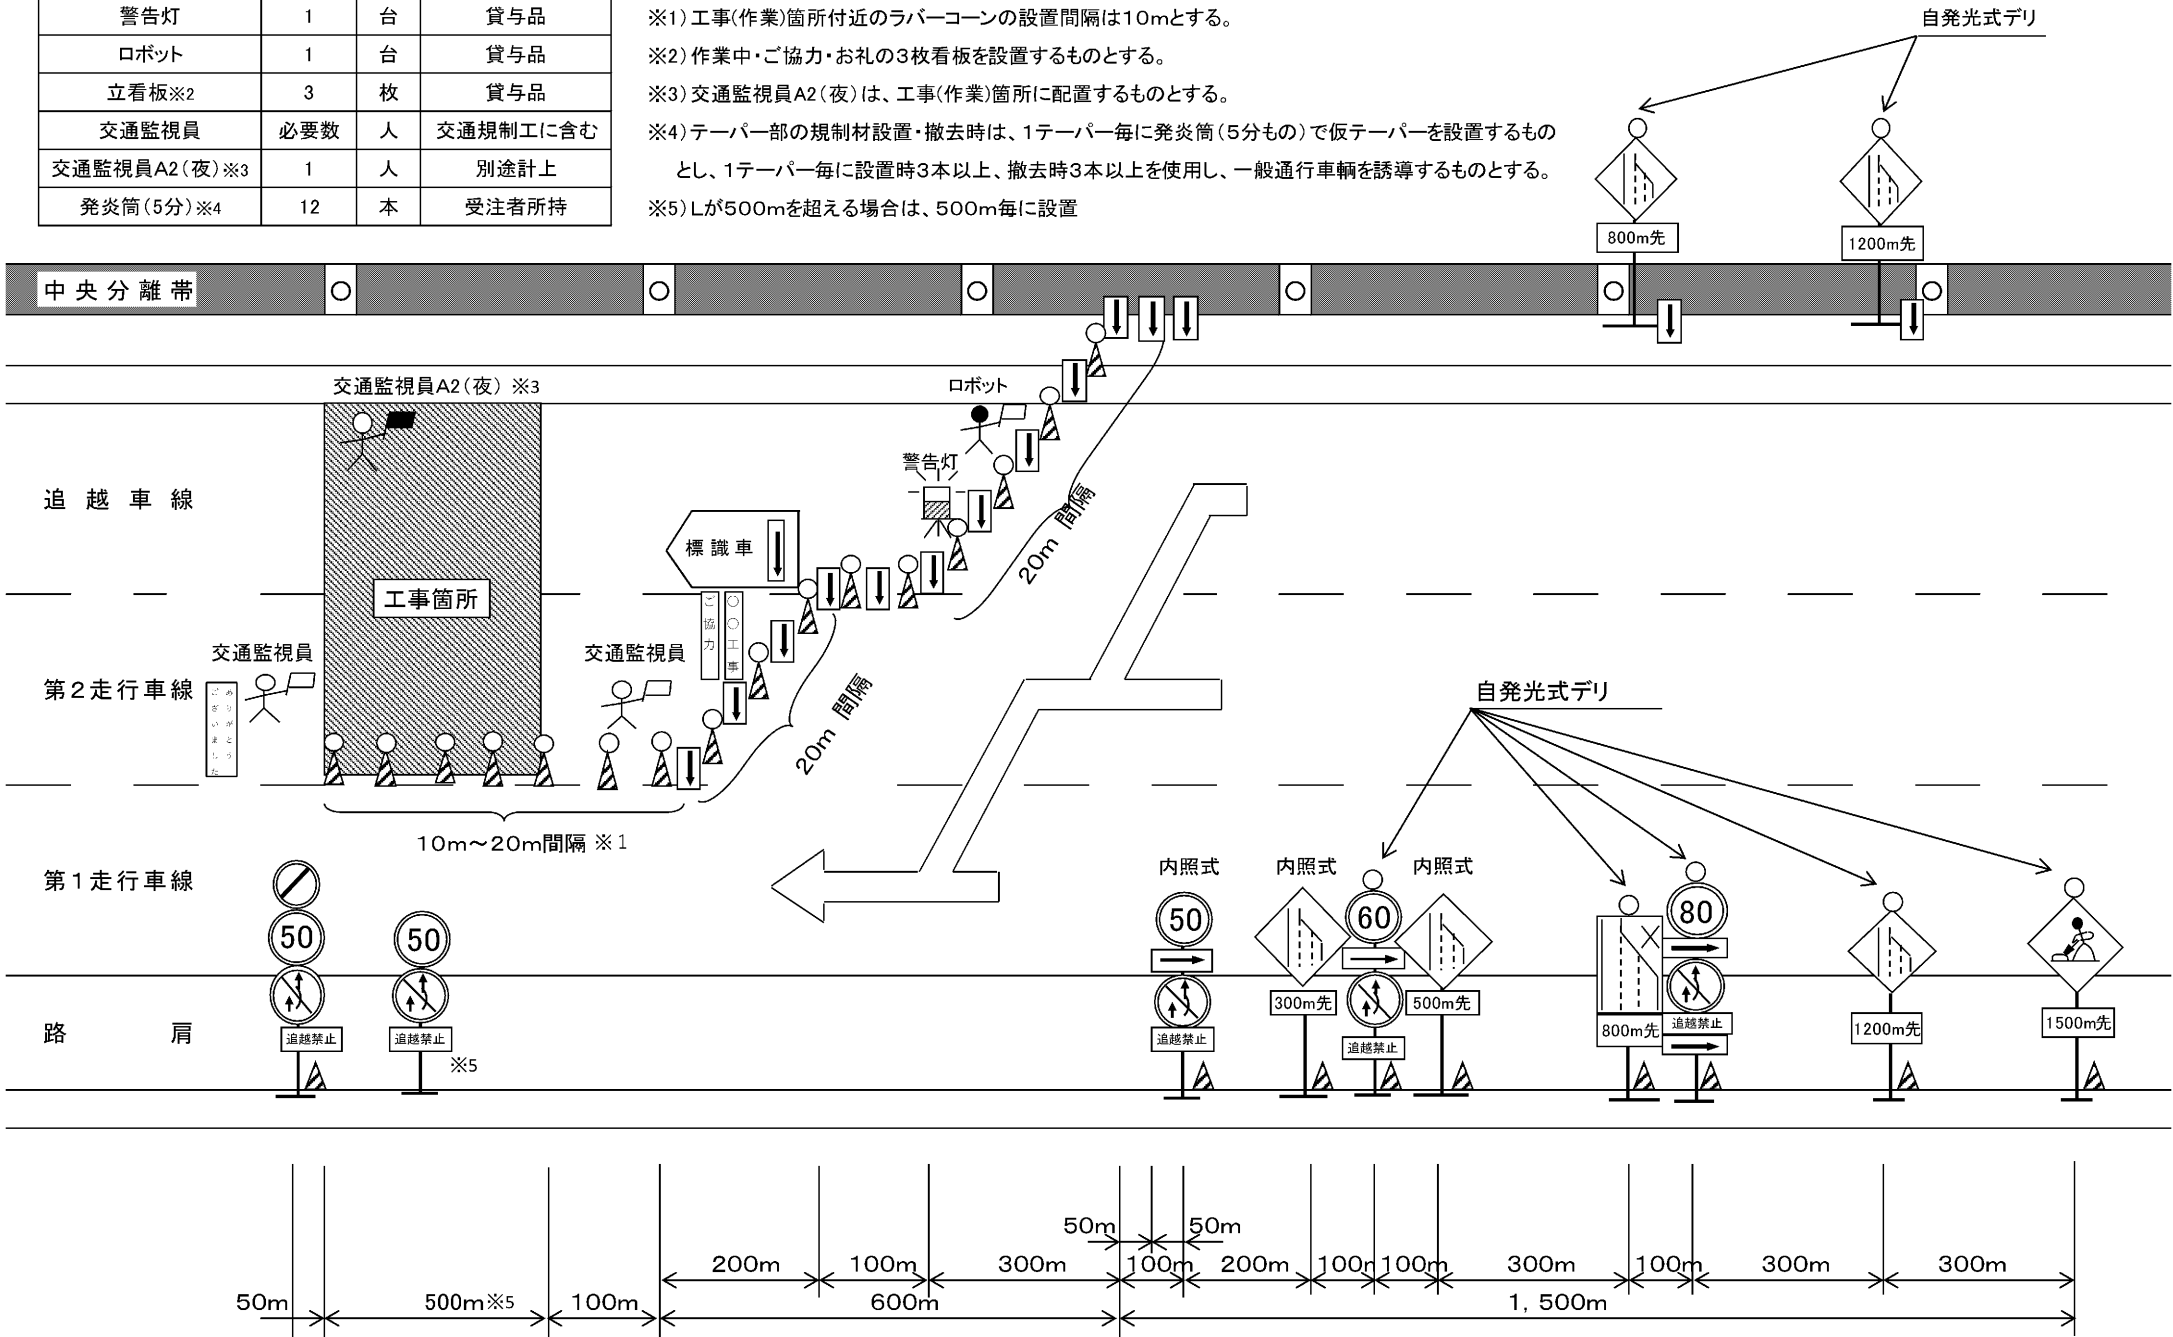 警告灯 1 台 貸与品
ロボット 1 台 貸与品
立看板※2 3 枚 貸与品
交通監視員 必要数 人 交通規制工に含む
交通監視員A2(夜)※3 1 人 別途計上
発炎筒(5分)※4 12 本 受注者所持
※1)工事(作業)箇所付近のラバーコーンの設置間隔は10mとする。
※2)作業中・ご協力・お礼の3枚看板を設置するものとする。
※3)交通監視員A2(夜)は、工事(作業)箇所に配置するものとする。
※4)テーパー部の規制材設置・撤去時は、1テーパー毎に発炎筒(5分もの)で仮テーパーを設置するもの
とし、1テーパー毎に設置時3本以上、撤去時3本以上を使用し、一般通行車輌を誘導するものとする。
※5)Lが500mを超える場合は、500m毎に設置
自発光式デリ
800m先
1200m先
中央分離帯
交通監視員A2(夜) ※3
ロボット
警告灯
追越車線
標識車
20m 間隔
工事箇所
ご協力
〇〇工事
交通監視員
交通監視員
第2走行車線
ありがとう
ございました
20m 間隔
自発光式デリ
10m～20m間隔 ※1
第1走行車線
内照式
内照式
内照式
50
50
50
60
80
300m先
500m先
800m先
1200m先
1500m先
路肩
追越禁止
追越禁止
追越禁止
追越禁止
追越禁止
※5
50m
50m
200m
100m
300m
100m
200m
100m
100m
300m
100m
300m
300m
50m
500m※5
100m
600m
1,500m